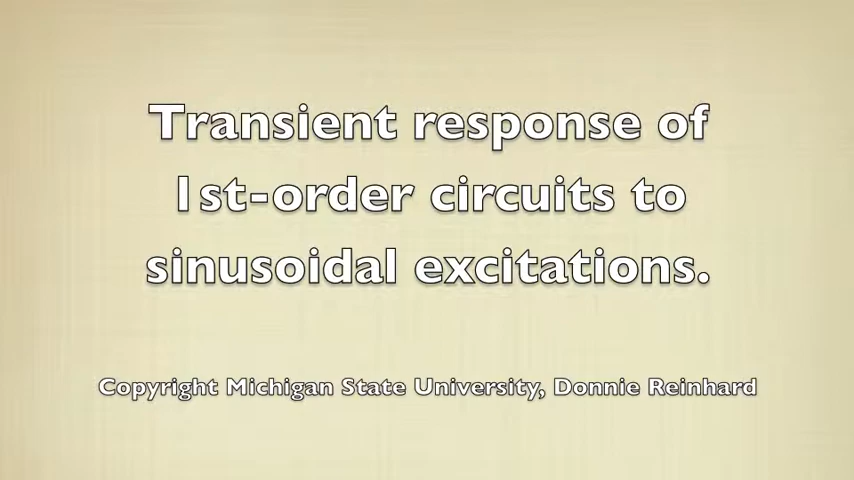 Transient response of
1st-order circuits to
sinusoidal excitations.
Copyright Michigan State University, Donnie Reinhard